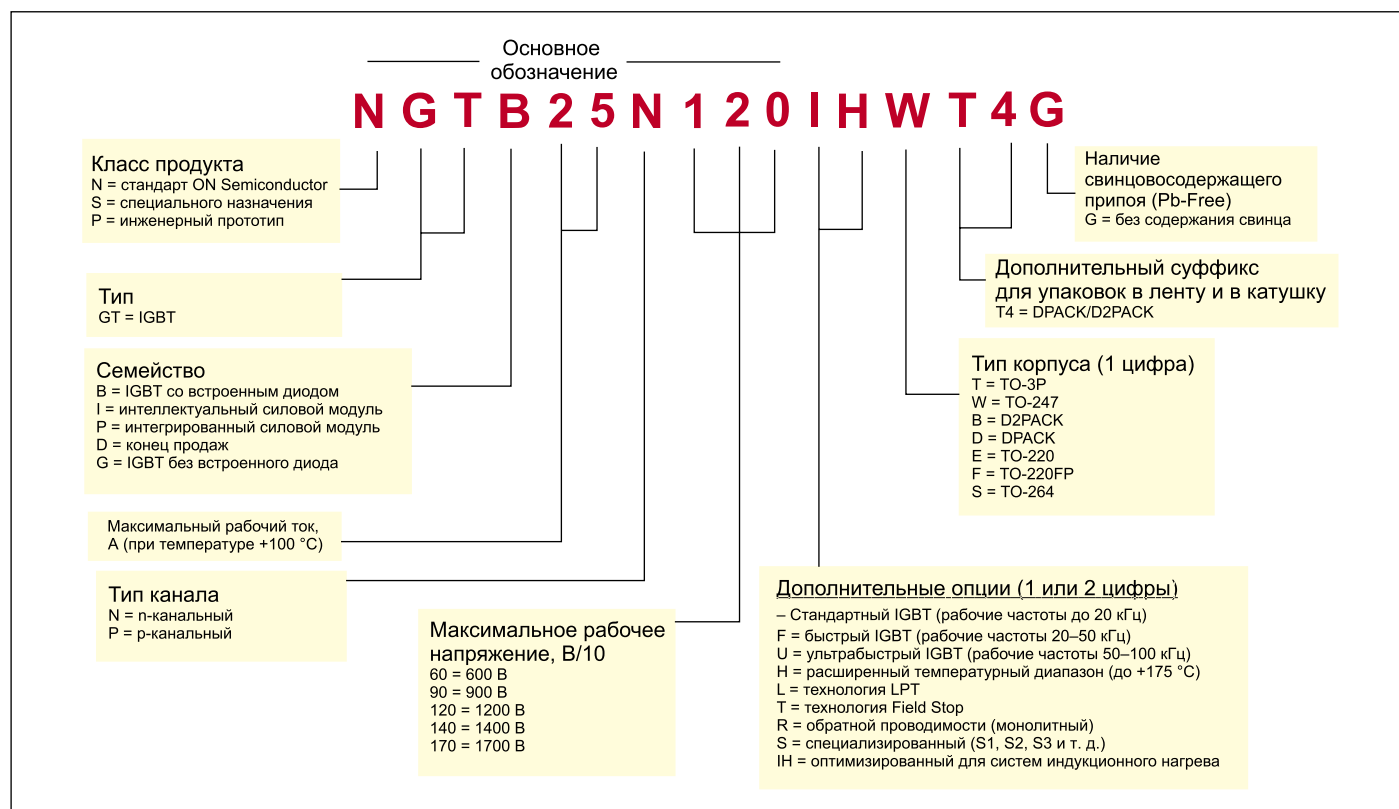 Основное
обозначение
N G T B 2 5 N 1 2 0 I H W T 4 G
Класс продукта
N = стандарт ON Semiconductor
S = специального назначения
P = инженерный прототип
Тип
GT = IGBT
Семейство
B = IGBT со встроенным диодом
I = интеллектуальный силовой модуль
P = интегрированный силовой модуль
D = конец продаж
G = IGBT без встроенного диода
Максимальный рабочий ток,
А (при температуре +100 °C)
Тип канала
N = n-канальный
P = p-канальный
Максимальное рабочее
напряжение, В/10
60 = 600 В
90 = 900 В
120 = 1200 В
140 = 1400 В
170 = 1700 В
Дополнительные опции (1 или 2 цифры)
– Стандартный IGBT (рабочие частоты до 20 кГц)
F = быстрый IGBT (рабочие частоты 20–50 кГц)
U = ультрабыстрый IGBT (рабочие частоты 50–100 кГц)
H = расширенный температурный диапазон (до +175 °C)
L = технология LPT
T = технология Field Stop
R = обратной проводимости (монолитный)
S = специализированный (S1, S2, S3 и т. д.)
IH = оптимизированный для систем индукционного нагрева
Тип корпуса (1 цифра)
T = TO-3P
W = TO-247
B = D2PACK
D = DPACK
E = TO-220
F = TO-220FP
S = TO-264
Дополнительный суффикс
для упаковок в ленту и в катушку
T4 = DPACK/D2PACK
Наличие
свинцовосодержащего
припоя (Pb-Free)
G = без содержания свинца